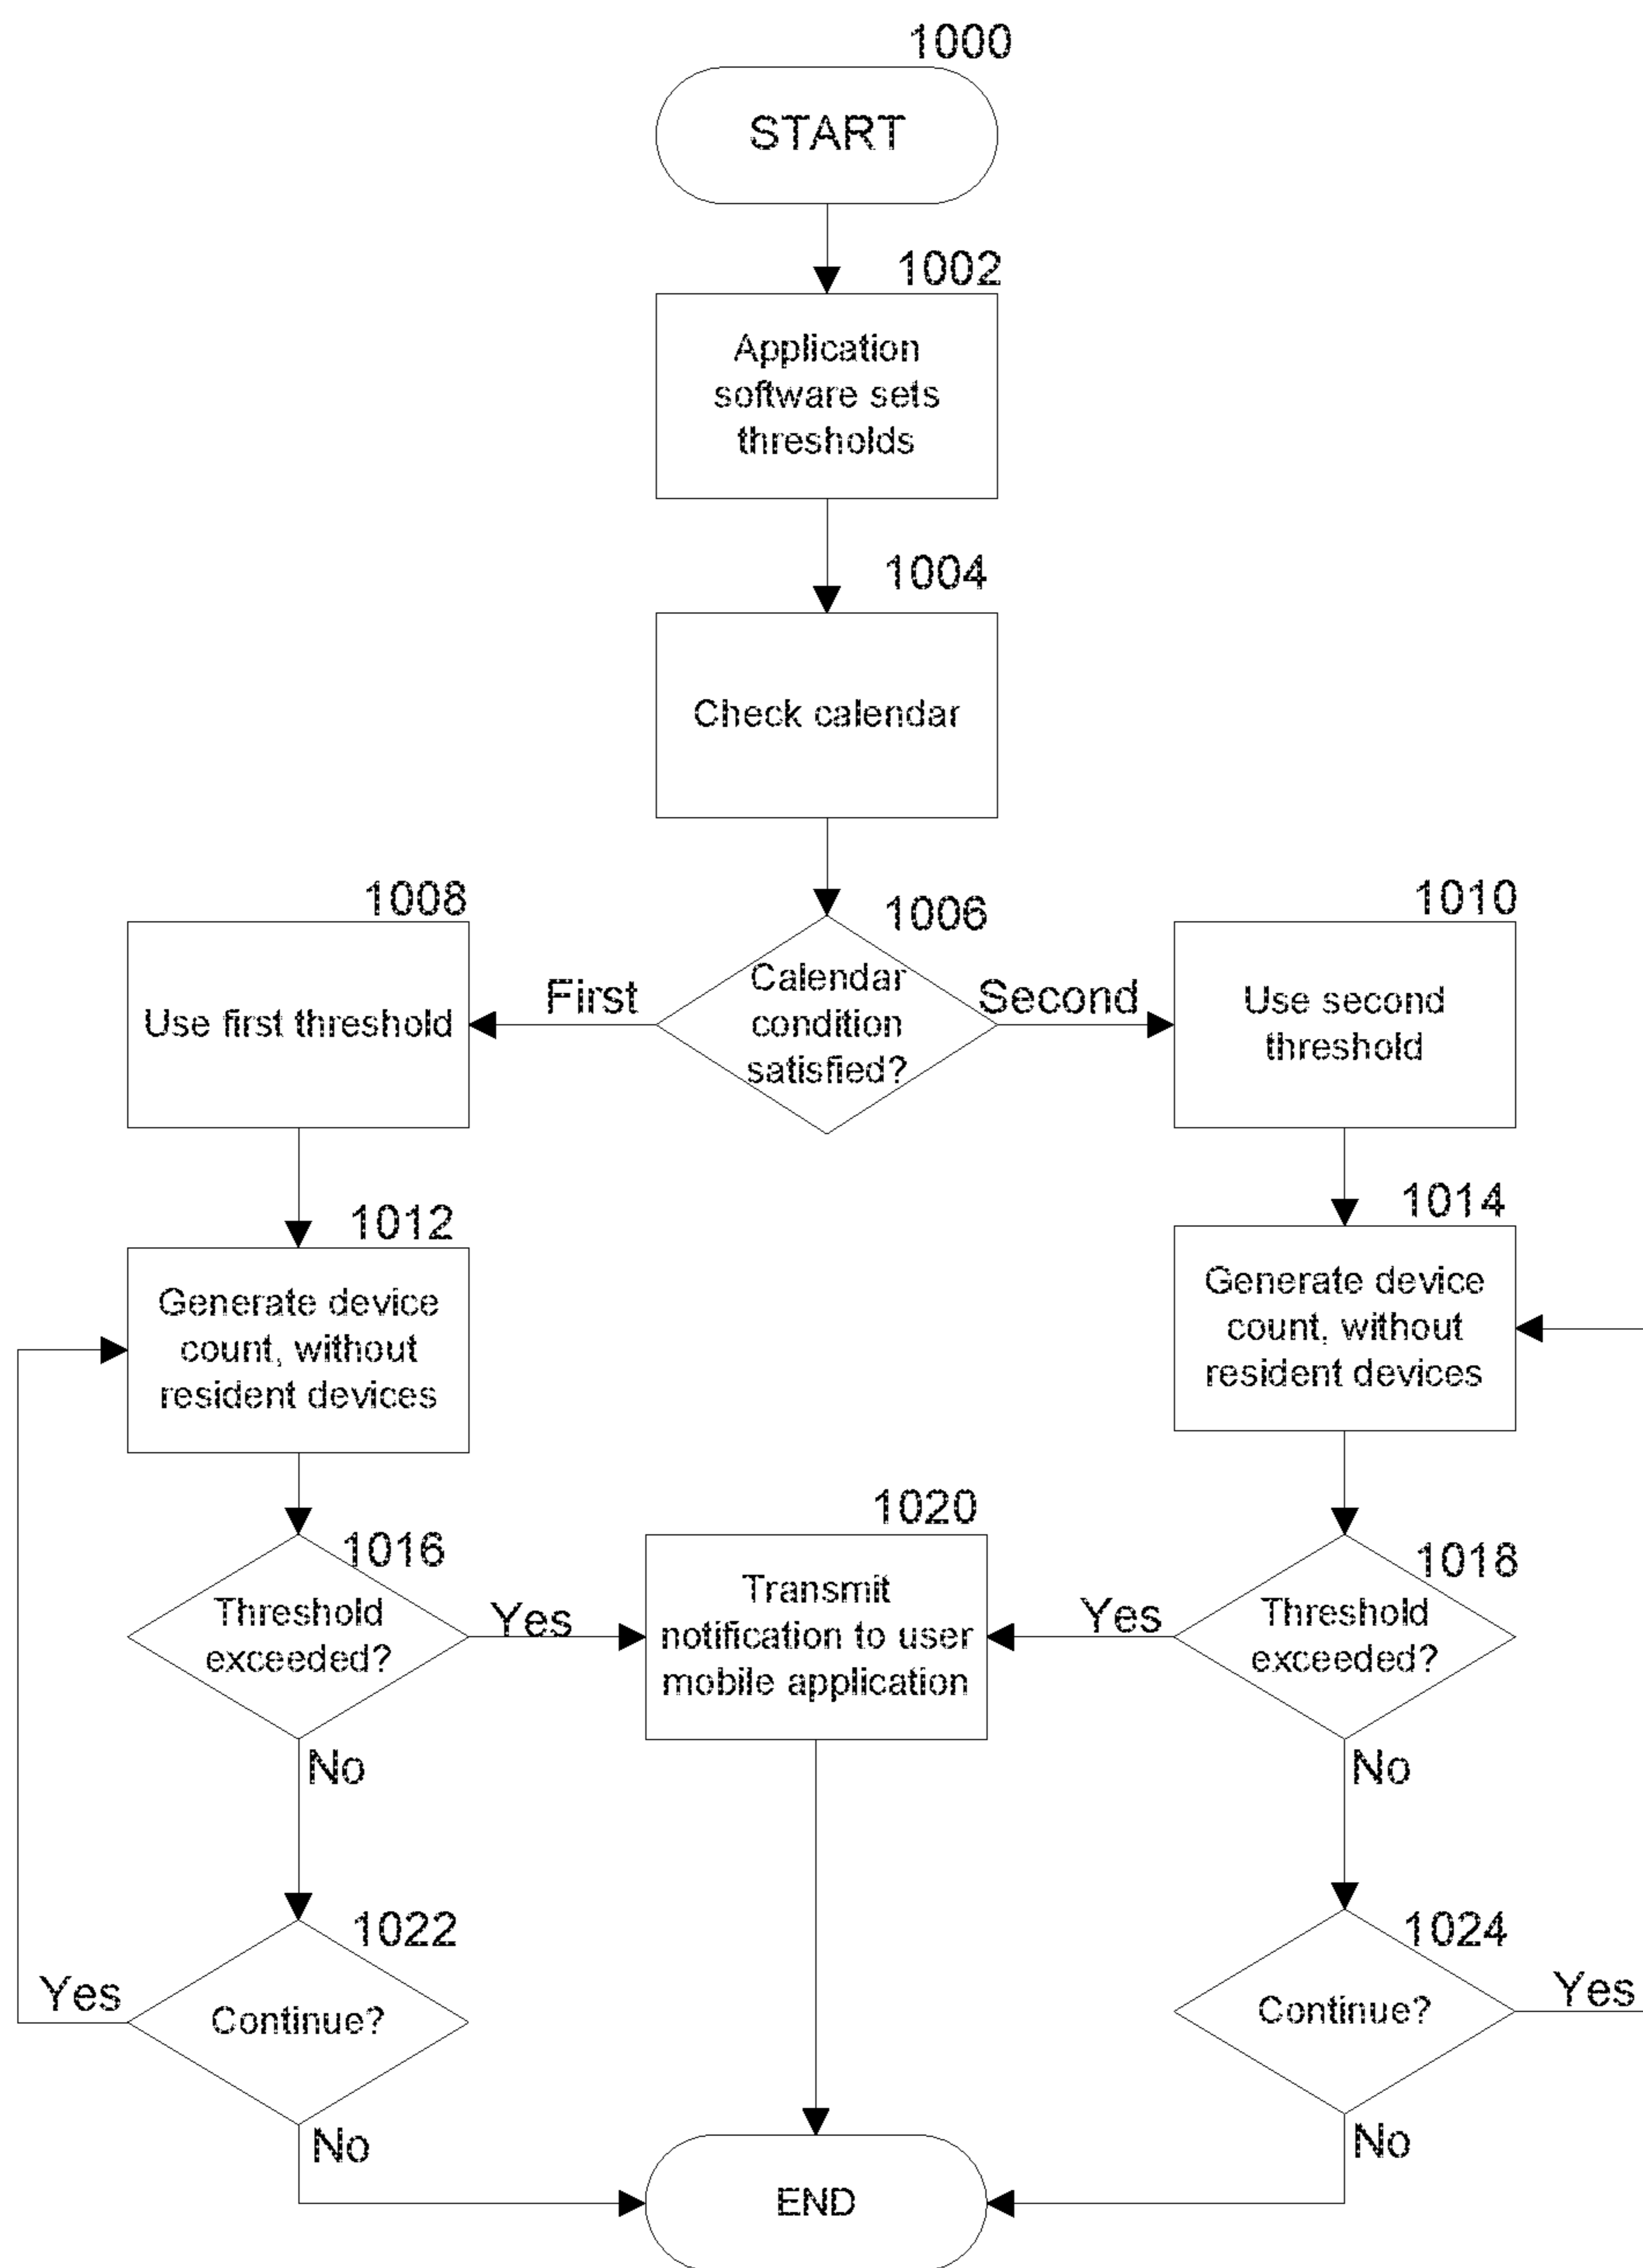 1000
START
1002
Application
software sets
thresholds
1004
Check calendar
1006
Calendar
condition
satisfied?
First
Second
1008
Use first threshold
1010
Use second
threshold
1012
Generate device
count, without
resident devices
1014
Generate device
count, without
resident devices
1016
Threshold
exceeded?
Yes
No
1020
Transmit
notification to user
mobile application
1018
Threshold
exceeded?
Yes
No
1022
Continue?
Yes
No
1024
Continue?
Yes
No
END